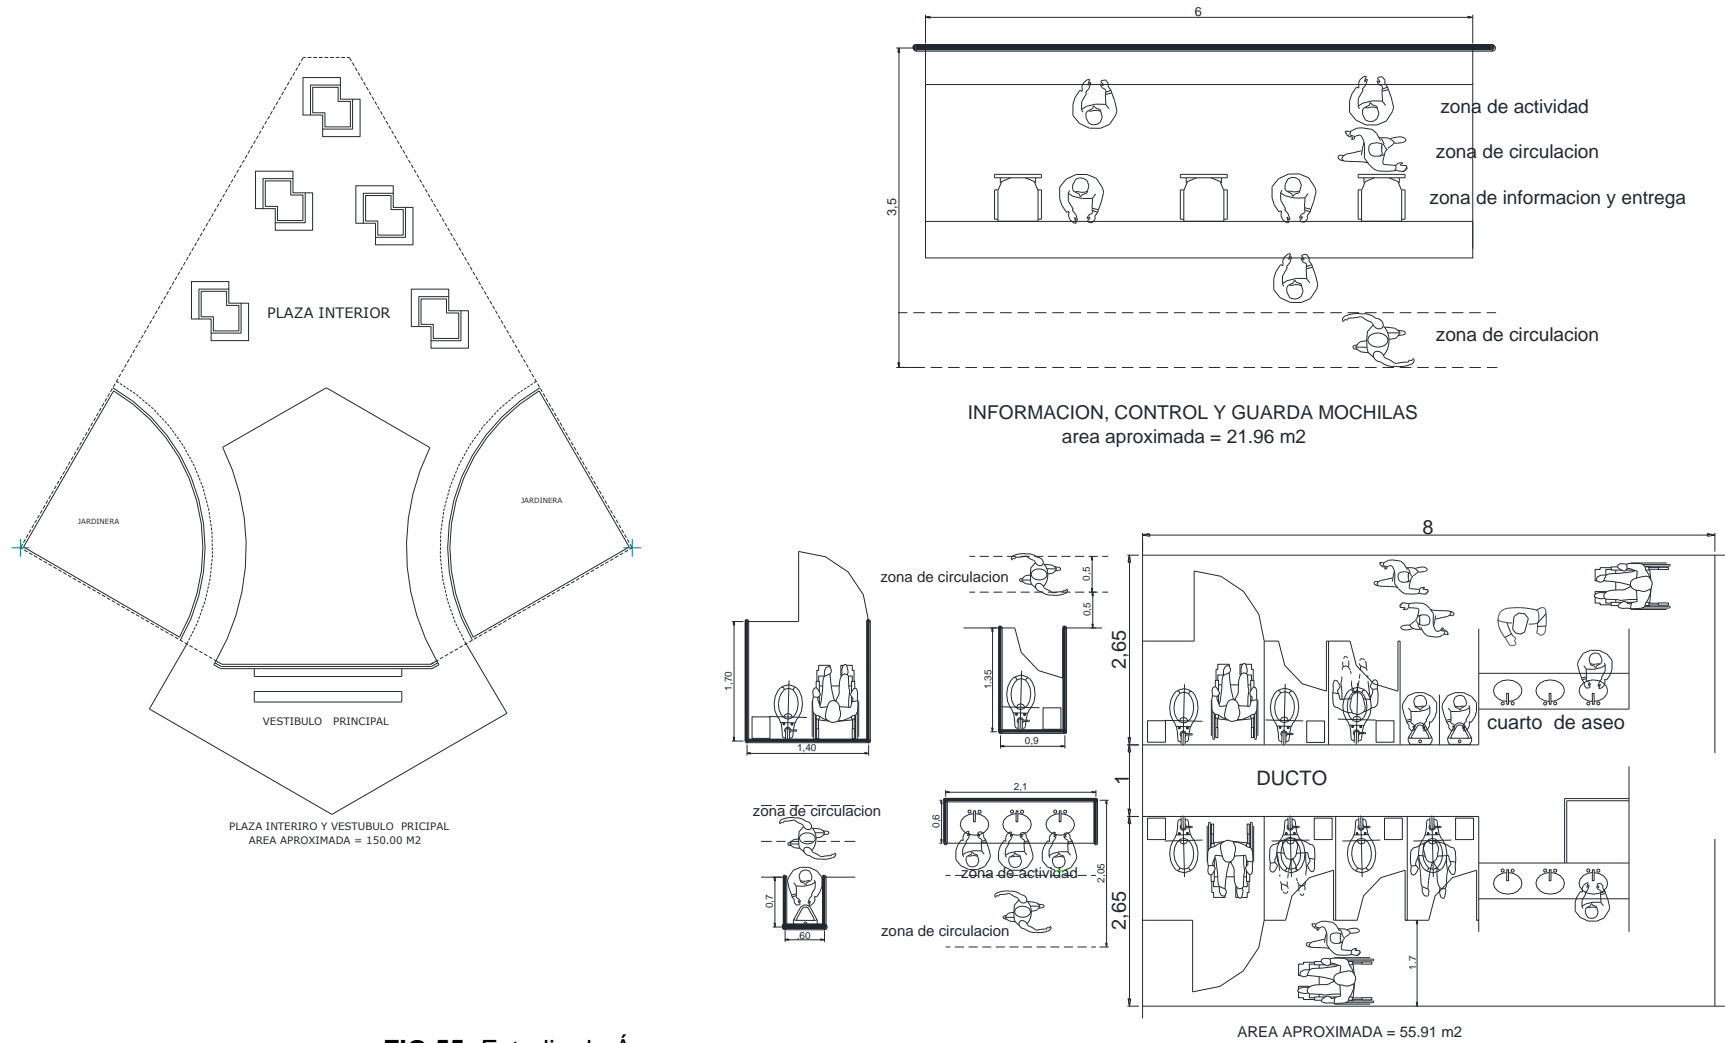 PLAZA INTERIOR
JARDINERA
JARDINERA
VESTIBULO PRINCIPAL
PLAZA INTERIRO Y VESTUBULO PRICIPAL
AREA APROXIMADA = 150.00 M2
6
3,5
zona de actividad
zona de circulacion
zona de informacion y entrega
zona de circulacion
INFORMACION, CONTROL Y GUARDA MOCHILAS
area aproximada = 21.96 m2
1,70
1,40
zona de circulacion
0,5
0,5
1,35
0,9
zona de circulacion
0,7
,60
2,1
0,6
zona de actividad
2,05
zona de circulacion
8
2,65
cuarto de aseo
1
DUCTO
2,65
1,7
AREA APROXIMADA = 55.91 m2